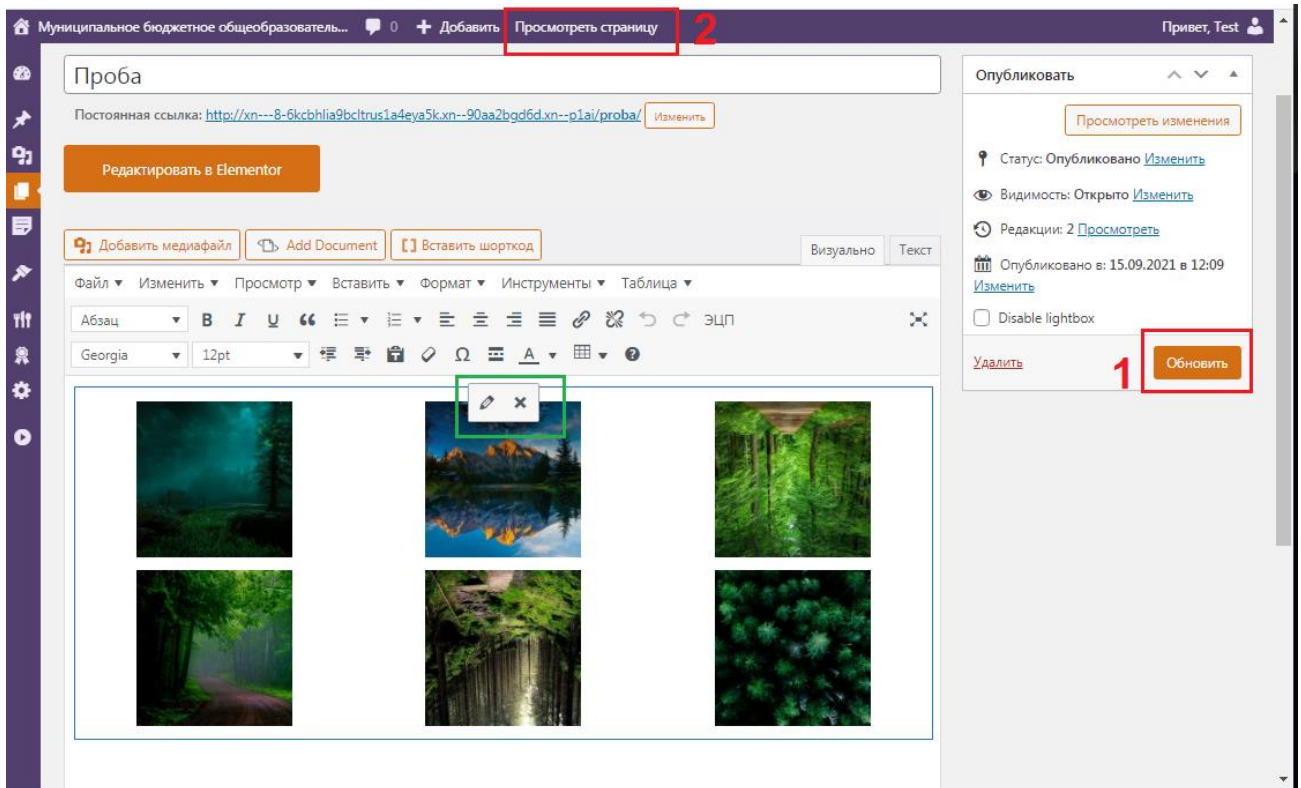 Муниципальное бюджетное общеобразователь... 0 + Добавить Просмотреть страницу 2 Привет, Test
Проба
Постоянная ссылка: http://xn---8-6kcbhlia9bcltrus1a4eya5k.xn--90aa2bgd6d.xn--p1ai/proba/ Изменить
Редактировать в Elementor
Добавить медиафайл Add Document [ ] Вставить шорткод Визуально Текст
Файл Изменить Просмотр Вставить Формат Инструменты Таблица
Абзац B I U ЭЦП
Georgia 12pt Ω A
Опубликовать
Просмотреть изменения
Статус: Опубликовано Изменить
Видимость: Открыто Изменить
Редакции: 2 Просмотреть
Опубликовано в: 15.09.2021 в 12:09
Изменить
Disable lightbox
Удалить 1 Обновить